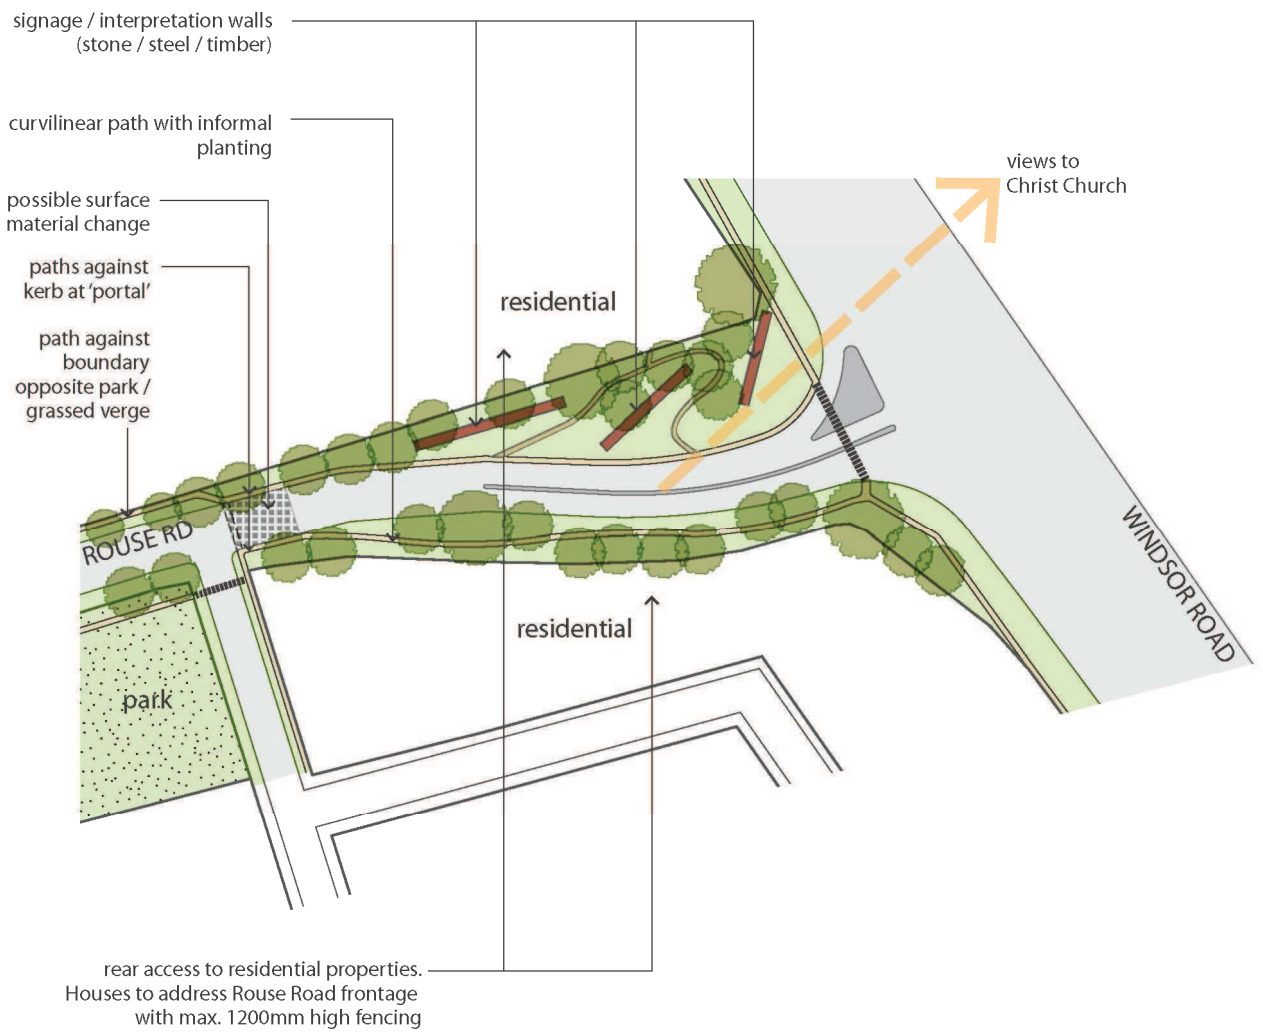 signage / interpretation walls
(stone / steel / timber)
curvilinear path with informal
planting
views to
Christ Church
possible surface
material change
paths against
kerb at 'portal'
residential
path against
boundary
opposite park /
grassed verge
ROUSE RD
WINDSOR ROAD
residential
park
rear access to residential properties.
Houses to address Rouse Road frontage
with max. 1200mm high fencing